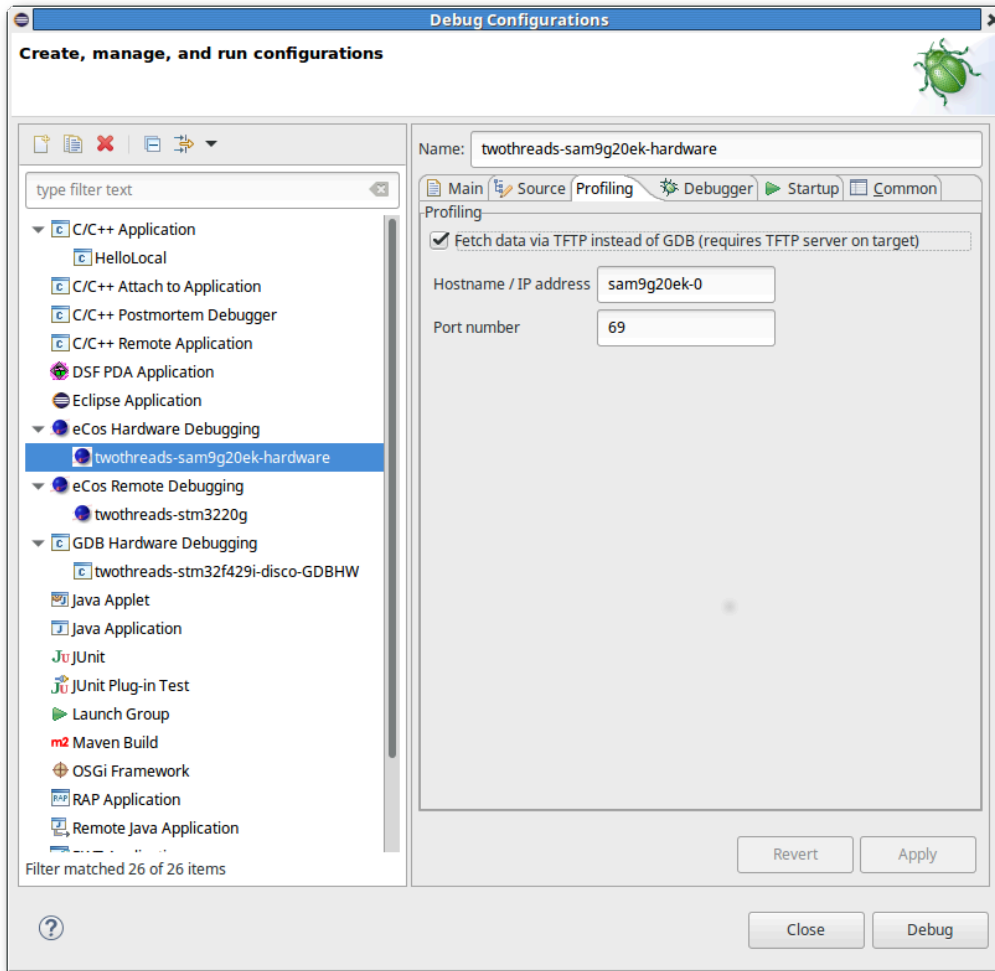 Debug Configurations
Create, manage, and run configurations
type filter text
C/C++ Application
HelloLocal
C/C++ Attach to Application
C/C++ Postmortem Debugger
C/C++ Remote Application
DSF PDA Application
Eclipse Application
eCos Hardware Debugging
twothreads-sam9g20ek-hardware
eCos Remote Debugging
twothreads-stm3220g
GDB Hardware Debugging
twothreads-stm32f429i-disco-GDBHW
Java Applet
Java Application
JUnit
JUnit Plug-in Test
Launch Group
m2 Maven Build
OSGi Framework
RAP Application
Remote Java Application
Filter matched 26 of 26 items
Name: twothreads-sam9g20ek-hardware
Main Source Profiling Debugger Startup Common
Profiling
Fetch data via TFTP instead of GDB (requires TFTP server on target)
Hostname / IP address sam9g20ek-0
Port number 69
Revert Apply
Close Debug